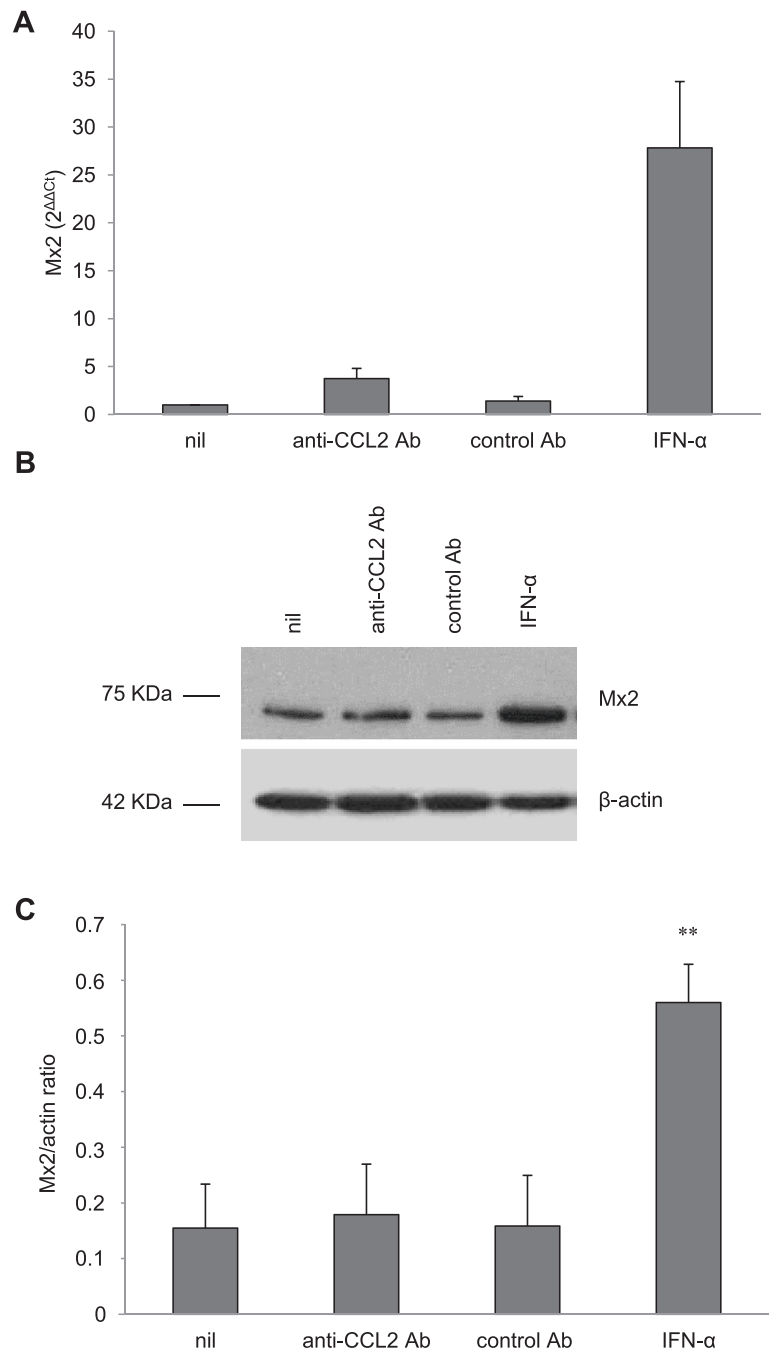 A
40
35
30
25
20
15
10
5
0
Mx2 (2^ΔΔCt)
nil anti-CCL2 Ab control Ab IFN-α
B
nil
anti-CCL2 Ab
control Ab
IFN-α
75 KDa
Mx2
42 KDa
β-actin
C
0.7
0.6
0.5
0.4
0.3
0.2
0.1
0
Mx2/actin ratio
**
nil anti-CCL2 Ab control Ab IFN-α